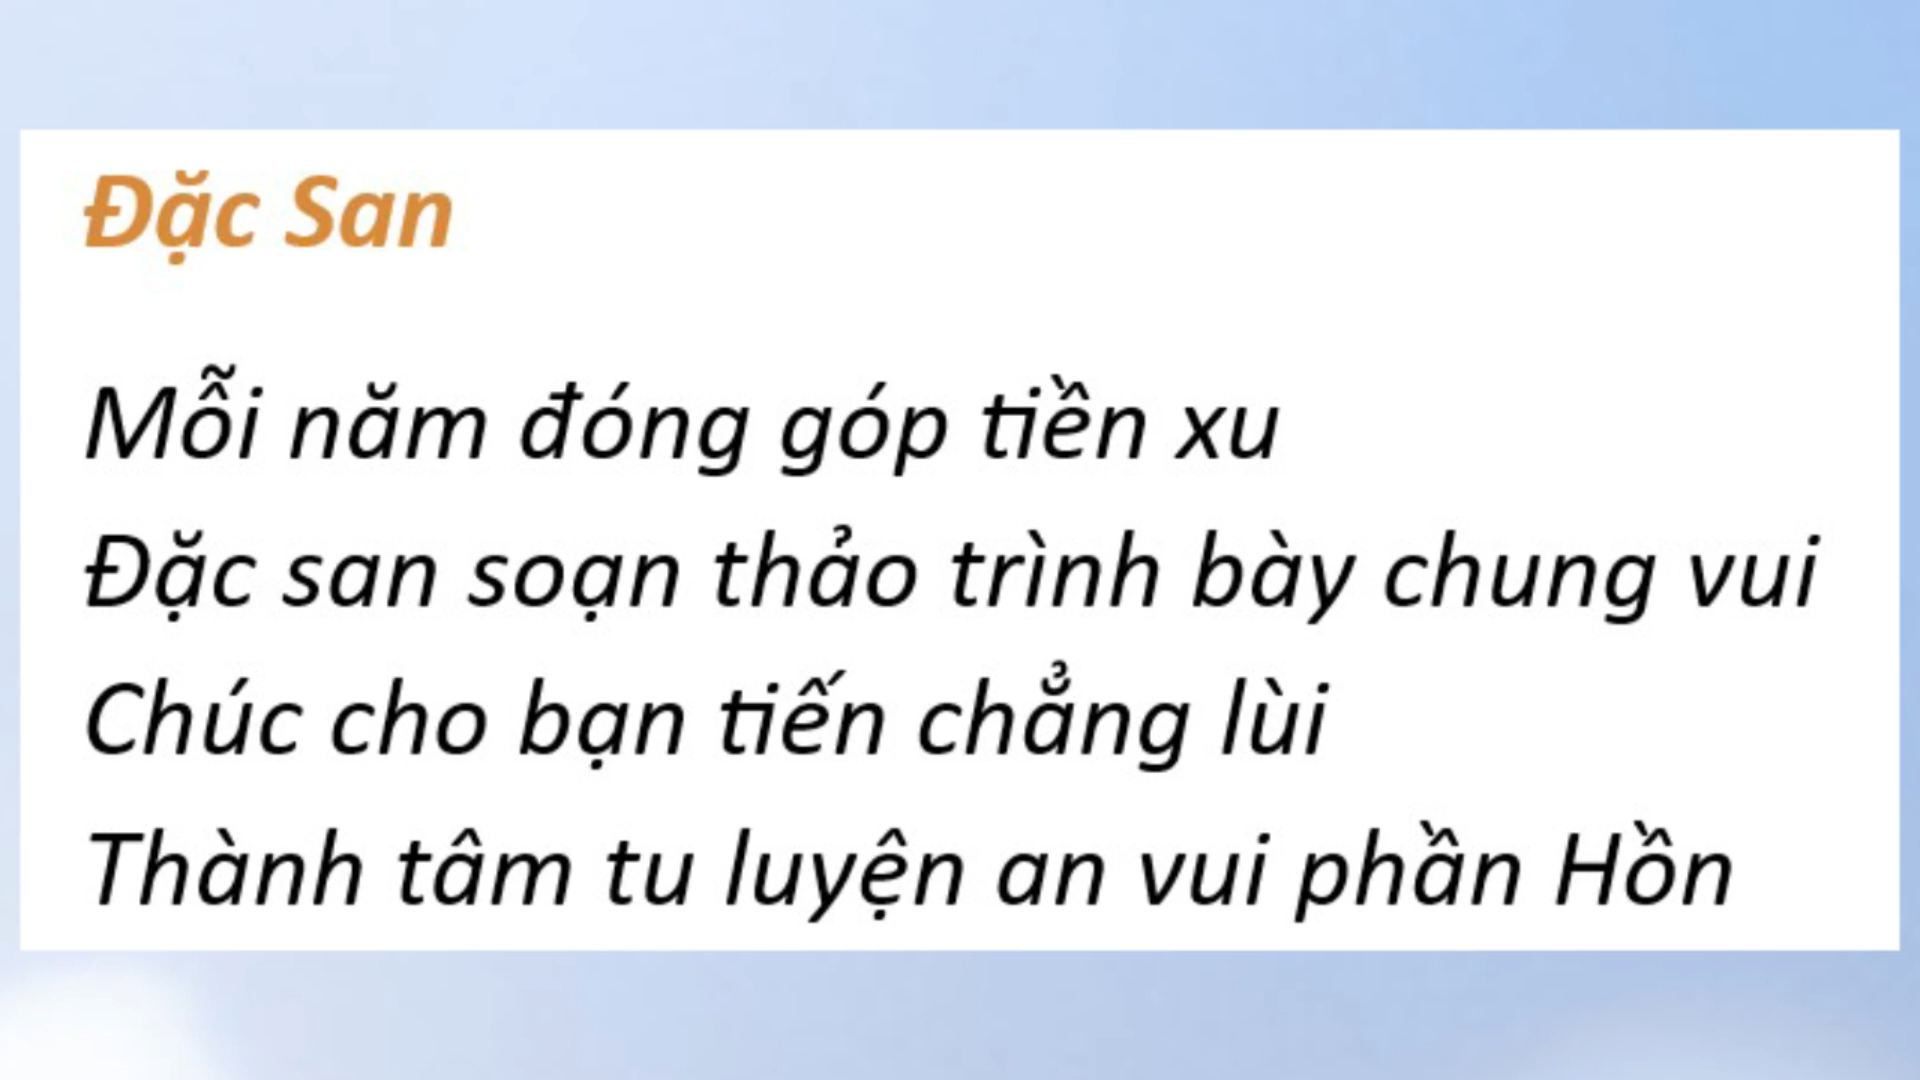 Đặc San
Mỗi năm đóng góp tiền xu
Đặc san soạn thảo trình bày chung vui
Chúc cho bạn tiến chẳng lùi
Thành tâm tu luyện an vui phần Hồn